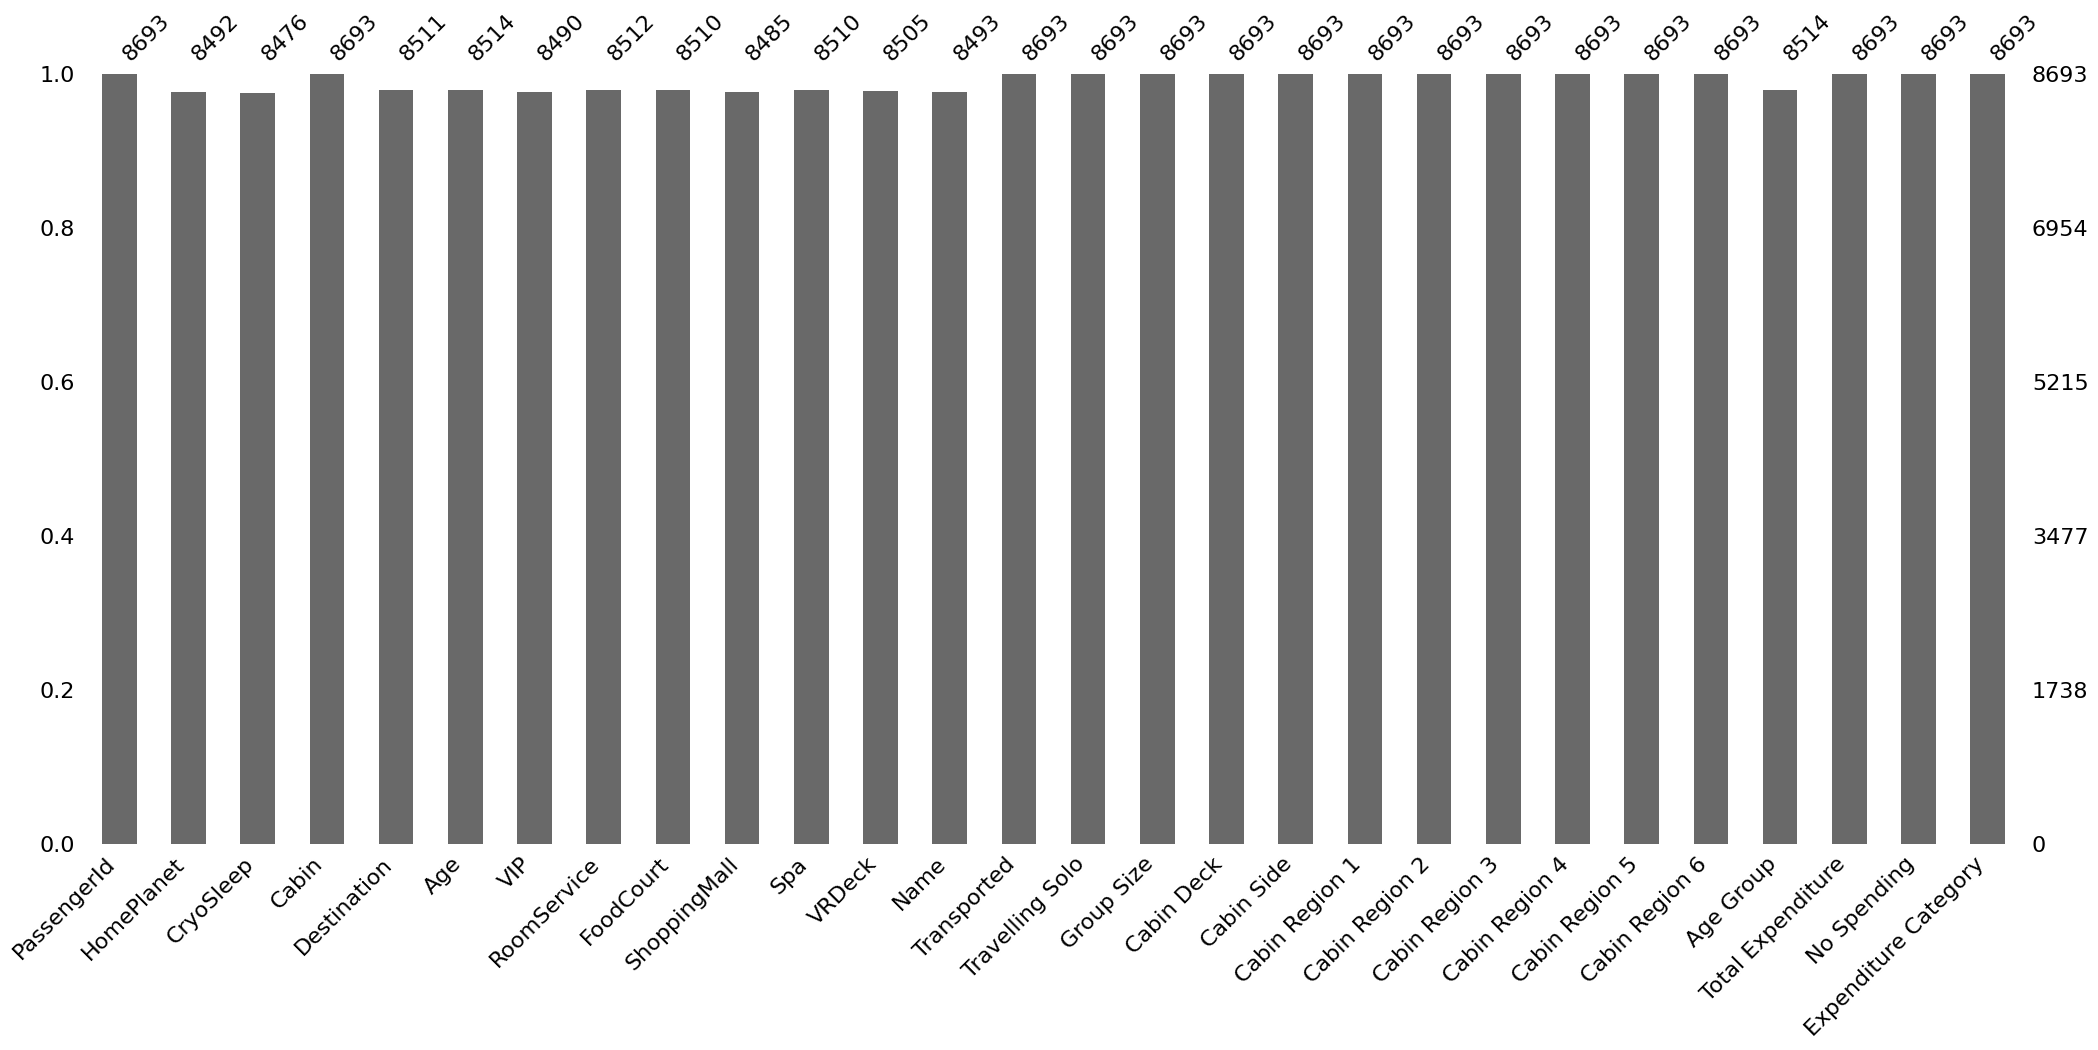 8693 8492 8476 8693 8511 8514 8490 8512 8510 8485 8510 8505 8493 8693 8693 8693 8693 8693 8693 8693 8693 8693 8693 8693 8514 8693 8693 8693
1.0 8693
0.8 6954
0.6 5215
0.4 3477
0.2 1738
0.0 0
PassengerId
HomePlanet
CryoSleep
Cabin
Destination
Age
VIP
RoomService
FoodCourt
ShoppingMall
Spa
VRDeck
Name
Transported
Travelling Solo
Group Size
Cabin Deck
Cabin Side
Cabin Region 1
Cabin Region 2
Cabin Region 3
Cabin Region 4
Cabin Region 5
Cabin Region 6
Age Group
Total Expenditure
No Spending
Expenditure Category